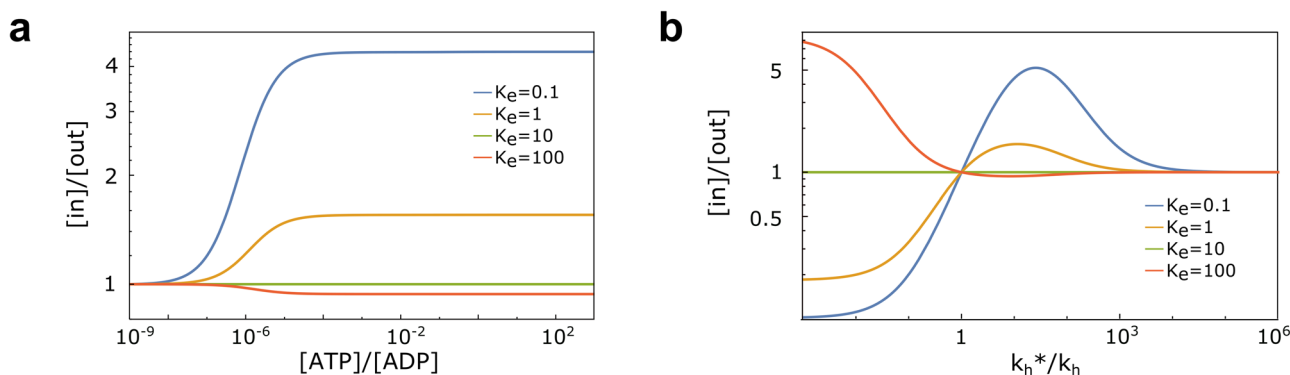 a
4
3
2
1
[in]/[out]
Ke=0.1
Ke=1
Ke=10
Ke=100
10-9
10-6
10-2
102
[ATP]/[ADP]
b
5
1
0.5
[in]/[out]
Ke=0.1
Ke=1
Ke=10
Ke=100
1
103
106
kh*/kh